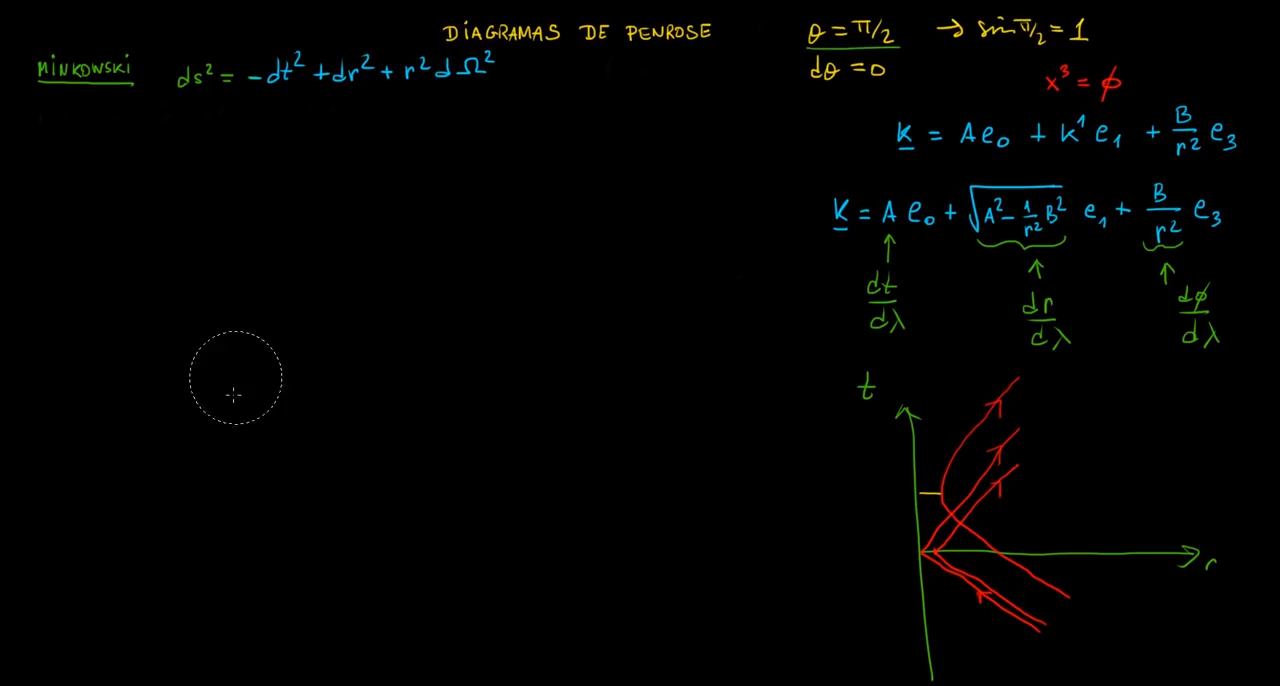 DIAGRAMAS DE PENROSE
θ = π/2 → sin π/2 = 1
MINKOWSKI ds² = -dt² + dr² + r² dΩ²
dθ = 0
x³ = ϕ
k = A e₀ + k¹ e₁ + B/r² e₃
k = A e₀ + √(A² - 1/r² B²) e₁ + B/r² e₃
dt/dλ dr/dλ dϕ/dλ
t
r